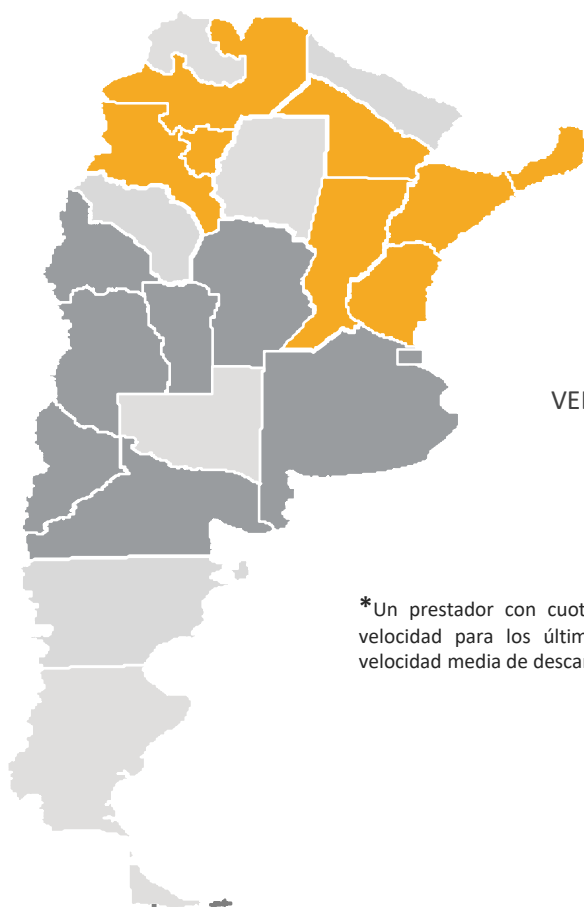 VE
*Un prestador con cuot
velocidad para los últim
velocidad media de descar